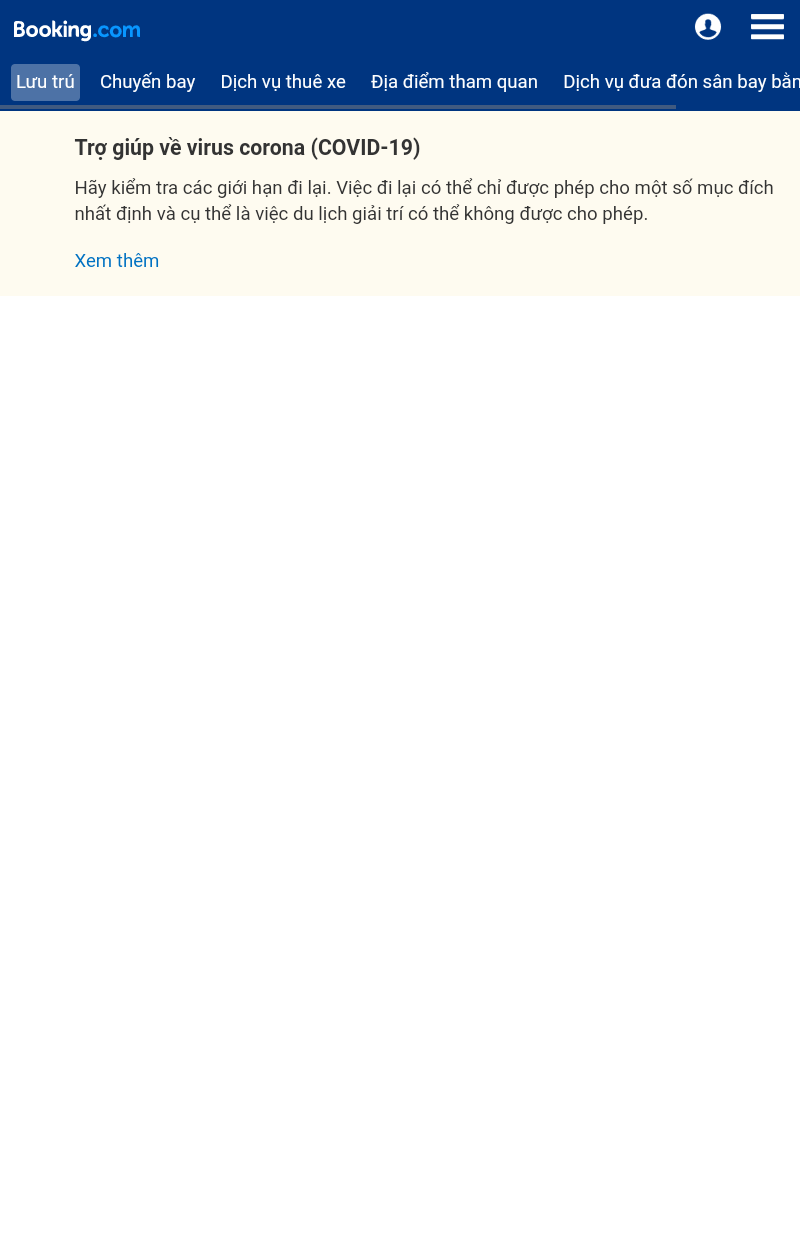 Booking.com
Lưu trú Chuyến bay Dịch vụ thuê xe Địa điểm tham quan Dịch vụ đưa đón sân bay
Trợ giúp về virus corona (COVID-19)
Hãy kiểm tra các giới hạn đi lại. Việc đi lại có thể chỉ được phép cho một số mục đích
nhất định và cụ thể là việc du lịch giải trí có thể không được cho phép.
Xem thêm